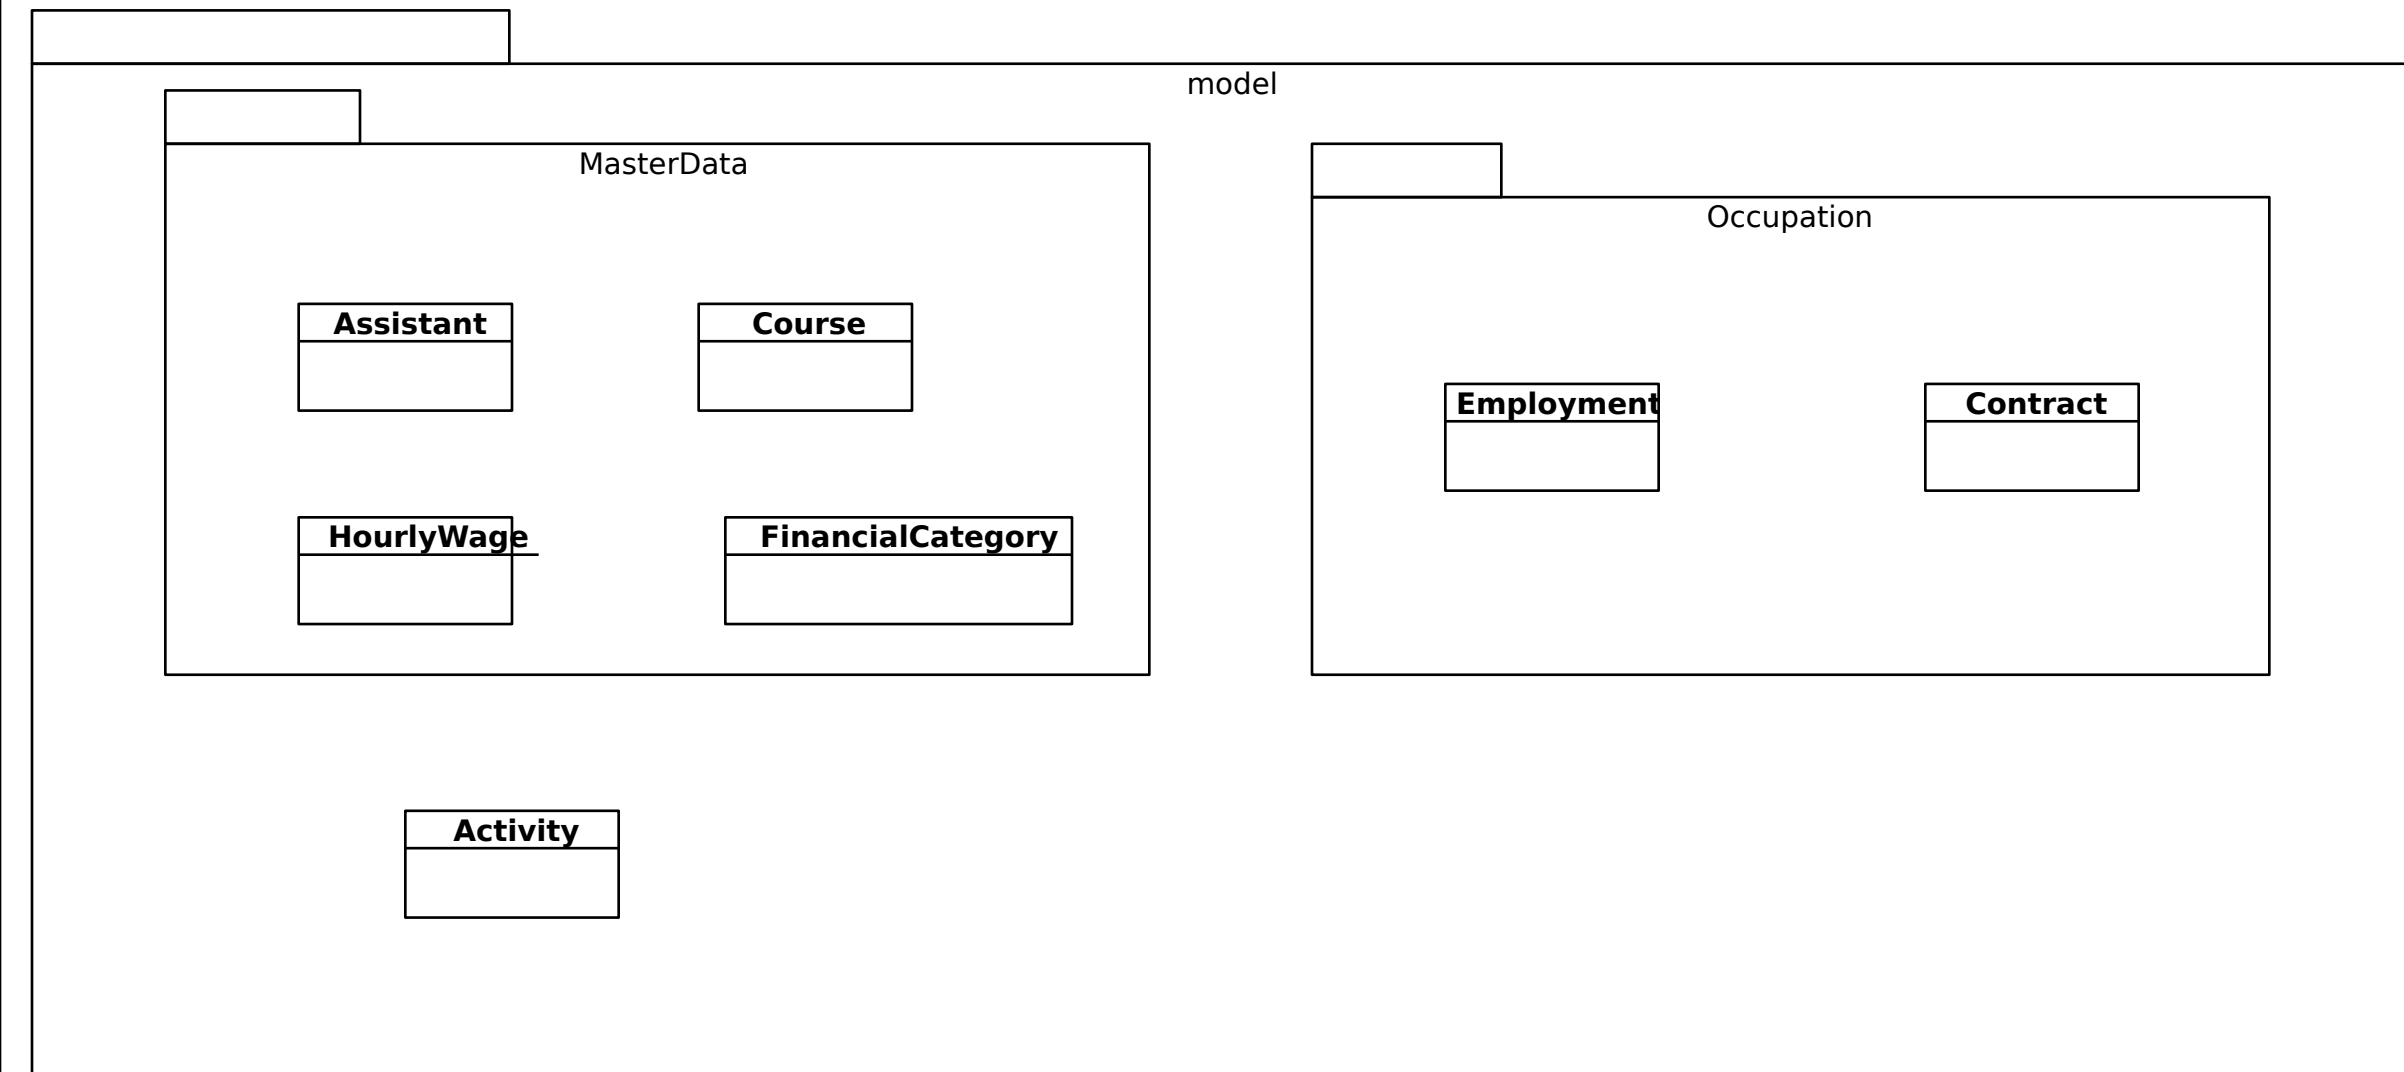 model
MasterData
Occupation
Assistant
Course
Employment
Contract
HourlyWage
FinancialCategory
Activity